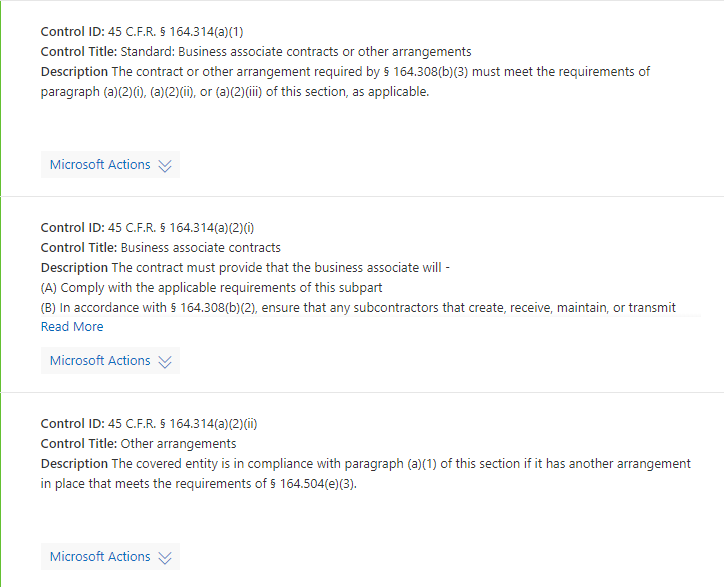 Control ID: 45 C.F.R. § 164.314(a)(1)
Control Title: Standard: Business associate contracts or other arrangements
Description The contract or other arrangement required by § 164.308(b)(3) must meet the requirements of
paragraph (a)(2)(i), (a)(2)(ii), or (a)(2)(iii) of this section, as applicable.
Microsoft Actions
Control ID: 45 C.F.R. § 164.314(a)(2)(i)
Control Title: Business associate contracts
Description The contract must provide that the business associate will -
(A) Comply with the applicable requirements of this subpart
(B) In accordance with § 164.308(b)(2), ensure that any subcontractors that create, receive, maintain, or transmit
Read More
Microsoft Actions
Control ID: 45 C.F.R. § 164.314(a)(2)(ii)
Control Title: Other arrangements
Description The covered entity is in compliance with paragraph (a)(1) of this section if it has another arrangement
in place that meets the requirements of § 164.504(e)(3).
Microsoft Actions